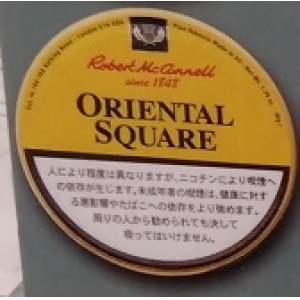 Robert McConnell
since 1848
ORIENTAL
SQUARE
人により程度は異なりますが、ニコチンにより喫煙へ
の依存が生じます。未成年者の喫煙は、健康に対す
る悪影響やたばこへの依存をより強めます。
周りの人から勧められても決して
吸ってはいけません。